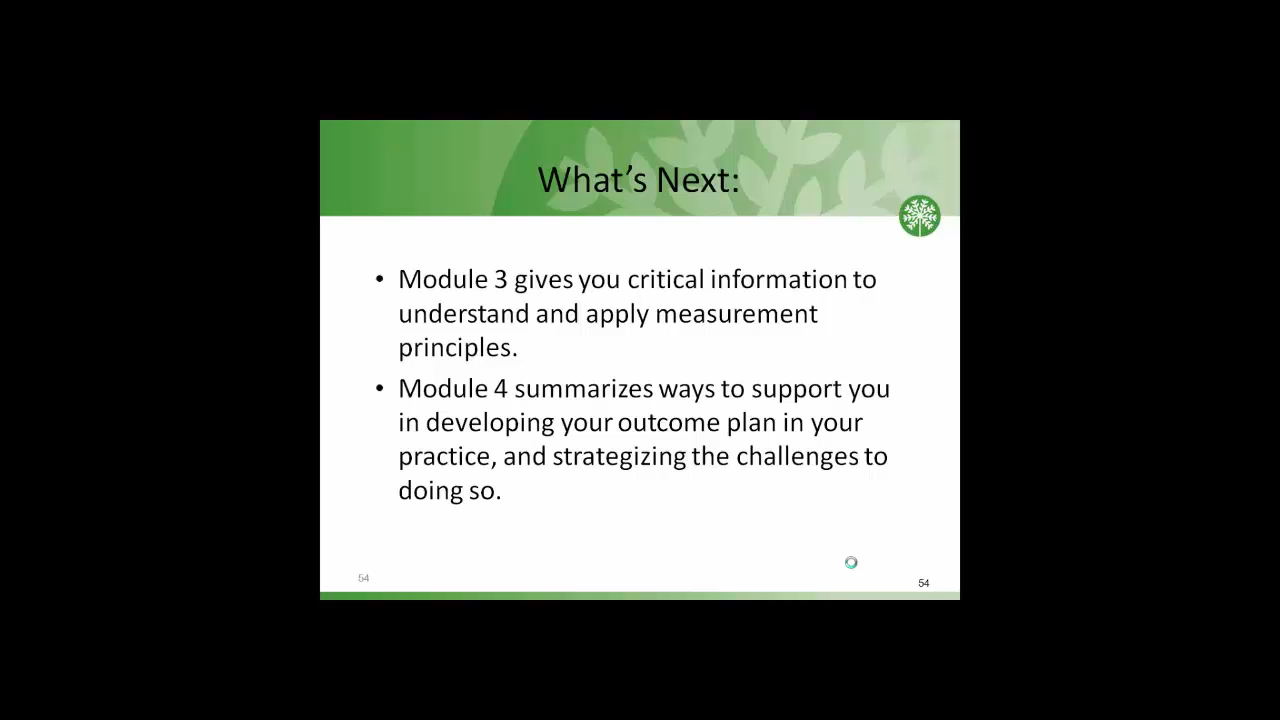 What’s Next:
• Module 3 gives you critical information to
understand and apply measurement
principles.
• Module 4 summarizes ways to support you
in developing your outcome plan in your
practice, and strategizing the challenges to
doing so.
54
54